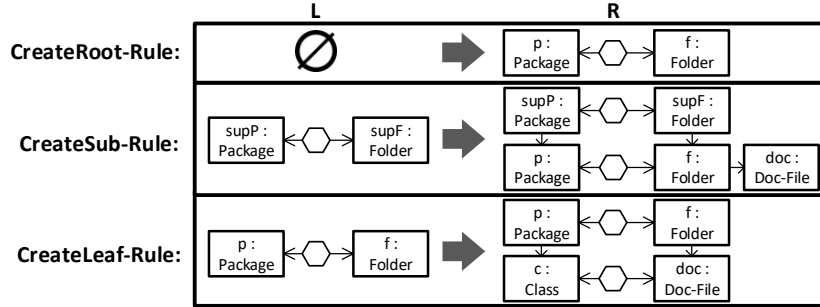 L R
CreateRoot-Rule:
∅
p :
Package
f :
Folder
CreateSub-Rule:
supP :
Package
supF :
Folder
supP :
Package
supF :
Folder
p :
Package
f :
Folder
doc :
Doc-File
CreateLeaf-Rule:
p :
Package
f :
Folder
p :
Package
f :
Folder
c :
Class
doc :
Doc-File